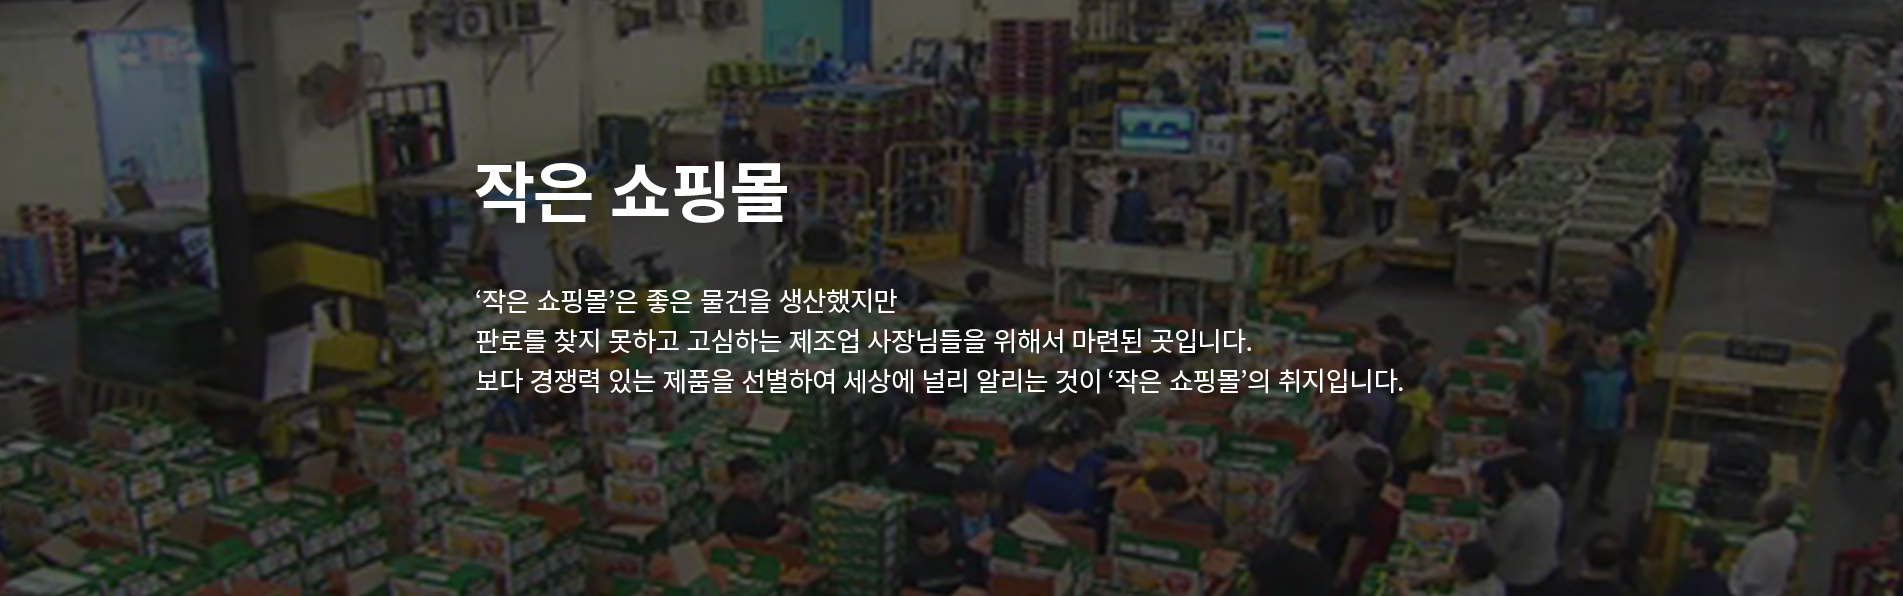 작은 쇼핑몰
‘작은 쇼핑몰’은 좋은 물건을 생산했지만
판로를 찾지 못하고 고심하는 제조업 사장님들을 위해서 마련된 곳입니다.
보다 경쟁력 있는 제품을 선별하여 세상에 널리 알리는 것이 ‘작은 쇼핑몰’의 취지입니다.